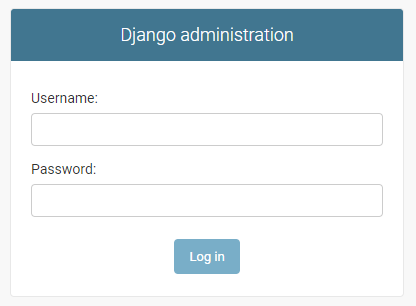 Django administration
Username:
Password:
Log in